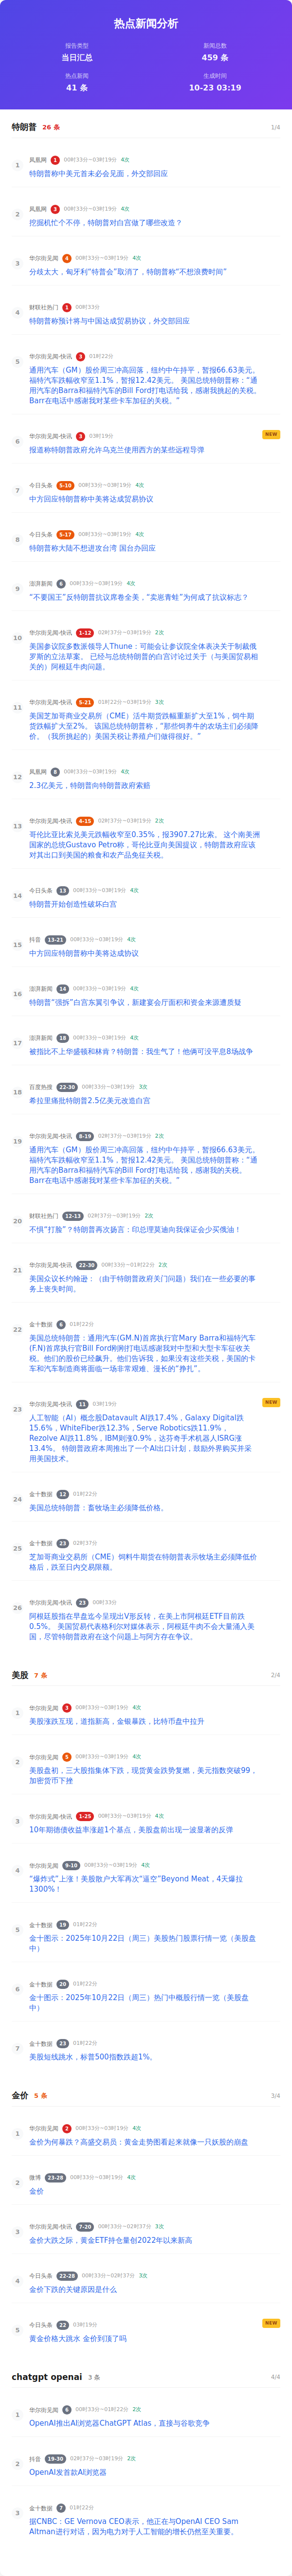 热点新闻分析
报告类型
新闻总数
当日汇总
459 条
热点新闻
生成时间
41 条
10-23 03:19
特朗普 26 条 1/4
1
凤凰网 1 00时33分~03时19分 4次
特朗普称中美元首未必会见面，外交部回应
2
凤凰网 3 00时33分~03时19分 4次
挖掘机忙个不停，特朗普对白宫做了哪些改造？
3
华尔街见闻 4 00时33分~03时19分 4次
分歧太大，匈牙利“特普会”取消了，特朗普称“不想浪费时间”
4
财联社热门 1 00时33分
特朗普称预计将与中国达成贸易协议，外交部回应
5
华尔街见闻-快讯 3 01时22分
通用汽车（GM）股价周三冲高回落，纽约中午持平，暂报66.63美元。
福特汽车跌幅收窄至1.1%，暂报12.42美元。 美国总统特朗普称：“通
用汽车的Barra和福特汽车的Bill Ford打电话给我，感谢我挑起的关税。
Barr在电话中感谢我对某些卡车加征的关税。”
6
华尔街见闻-快讯 3 03时19分 NEW
报道称特朗普政府允许乌克兰使用西方的某些远程导弹
7
今日头条 5-10 00时33分~03时19分 4次
中方回应特朗普称中美将达成贸易协议
8
今日头条 5-17 00时33分~03时19分 4次
特朗普称大陆不想进攻台湾 国台办回应
9
澎湃新闻 6 00时33分~03时19分 4次
“不要国王”反特朗普抗议席卷全美，“卖崽青蛙”为何成了抗议标志？
10
华尔街见闻-快讯 1-12 02时37分~03时19分 2次
美国参议院多数派领导人Thune：可能会让参议院全体表决关于制裁俄
罗斯的立法草案。 已经与总统特朗普的白宫讨论过关于（与美国贸易相
关的）阿根廷牛肉问题。
11
华尔街见闻-快讯 5-21 01时22分~03时19分 3次
美国芝加哥商业交易所（CME）活牛期货跌幅重新扩大至1%，饲牛期
货跌幅扩大至2%。 该国总统特朗普称，“那些饲养牛的农场主们必须降
价。（我所挑起的）美国关税让养殖户们做得很好。”
12
凤凰网 8 00时33分~03时19分 4次
2.3亿美元，特朗普向特朗普政府索赔
13
华尔街见闻-快讯 4-15 02时37分~03时19分 2次
哥伦比亚比索兑美元跌幅收窄至0.35%，报3907.27比索。 这个南美洲
国家的总统Gustavo Petro称，哥伦比亚向美国提议，特朗普政府应该
对其出口到美国的粮食和农产品免征关税。
14
今日头条 13 00时33分~03时19分 4次
特朗普开始创造性破坏白宫
15
抖音 13-21 00时33分~03时19分 4次
中方回应特朗普称中美将达成协议
16
澎湃新闻 14 00时33分~03时19分 4次
特朗普“强拆”白宫东翼引争议，新建宴会厅面积和资金来源遭质疑
17
澎湃新闻 18 00时33分~03时19分 4次
被指比不上华盛顿和林肯？特朗普：我生气了！他俩可没平息8场战争
18
百度热搜 22-30 00时33分~03时19分 3次
希拉里痛批特朗普2.5亿美元改造白宫
19
华尔街见闻-快讯 8-19 02时37分~03时19分 2次
通用汽车（GM）股价周三冲高回落，纽约中午持平，暂报66.63美元。
福特汽车跌幅收窄至1.1%，暂报12.42美元。 美国总统特朗普称：“通
用汽车的Barra和福特汽车的Bill Ford打电话给我，感谢我的关税。
Barr在电话中感谢我对某些卡车加征的关税。”
20
财联社热门 12-13 02时37分~03时19分 2次
不惧“打脸”？特朗普再次扬言：印总理莫迪向我保证会少买俄油！
21
华尔街见闻-快讯 22-30 00时33分~01时22分 2次
美国众议长约翰逊：（由于特朗普政府关门问题）我们在一些必要的事
务上丧失时间。
22
金十数据 6 01时22分
美国总统特朗普：通用汽车(GM.N)首席执行官Mary Barra和福特汽车
(F.N)首席执行官Bill Ford刚刚打电话感谢我对中型和大型卡车征收关
税。他们的股价已经飙升。他们告诉我，如果没有这些关税，美国的卡
车和汽车制造商将面临一场非常艰难、漫长的“挣扎”。
23
华尔街见闻-快讯 11 03时19分 NEW
人工智能（AI）概念股Datavault AI跌17.4%，Galaxy Digital跌
15.6%，WhiteFiber跌12.3%，Serve Robotics跌11.9%，
Rezolve AI跌11.8%，IBM则涨0.9%，达芬奇手术机器人ISRG涨
13.4%。 特朗普政府本周推出了一个AI出口计划，鼓励外界购买并采
用美国技术。
24
金十数据 12 01时22分
美国总统特朗普：畜牧场主必须降低价格。
25
金十数据 23 02时37分
芝加哥商业交易所（CME）饲料牛期货在特朗普表示牧场主必须降低价
格后，跌至日内交易限额。
26
华尔街见闻-快讯 23 00时33分
阿根廷股指在早盘迄今呈现出V形反转，在美上市阿根廷ETF目前跌
0.5%。 美国贸易代表格利尔对媒体表示，阿根廷牛肉不会大量涌入美
国，尽管特朗普政府在这个问题上与阿方存在争议。
美股 7 条 2/4
1
华尔街见闻 3 00时33分~03时19分 4次
美股涨跌互现，道指新高，金银暴跌，比特币盘中拉升
2
华尔街见闻 5 00时33分~03时19分 4次
美股盘初，三大股指集体下跌，现货黄金跌势复燃，美元指数突破99，
加密货币下挫
3
华尔街见闻-快讯 1-25 00时33分~03时19分 4次
10年期德债收益率涨超1个基点，美股盘前出现一波显著的反弹
4
华尔街见闻 9-10 00时33分~03时19分 4次
“爆炸式”上涨！美股散户大军再次“逼空”Beyond Meat，4天爆拉
1300%！
5
金十数据 19 01时22分
金十图示：2025年10月22日（周三）美股热门股票行情一览（美股盘
中）
6
金十数据 20 01时22分
金十图示：2025年10月22日（周三）热门中概股行情一览（美股盘
中）
7
金十数据 23 01时22分
美股短线跳水，标普500指数跌超1%。
金价 5 条 3/4
1
华尔街见闻 2 00时33分~03时19分 4次
金价为何暴跌？高盛交易员：黄金走势图看起来就像一只妖股的崩盘
2
微博 23-28 00时33分~03时19分 4次
金价
3
华尔街见闻-快讯 7-20 00时33分~02时37分 3次
金价大跌之际，黄金ETF持仓量创2022年以来新高
4
今日头条 22-28 00时33分~02时37分 3次
金价下跌的关键原因是什么
5
今日头条 22 03时19分 NEW
黄金价格大跳水 金价到顶了吗
chatgpt openai 3 条 4/4
1
华尔街见闻 6 00时33分~01时22分 2次
OpenAI推出AI浏览器ChatGPT Atlas，直接与谷歌竞争
2
抖音 19-30 02时37分~03时19分 2次
OpenAI发首款AI浏览器
3
金十数据 7 01时22分
据CNBC：GE Vernova CEO表示，他正在与OpenAI CEO Sam
Altman进行对话，因为电力对于人工智能的增长仍然至关重要。